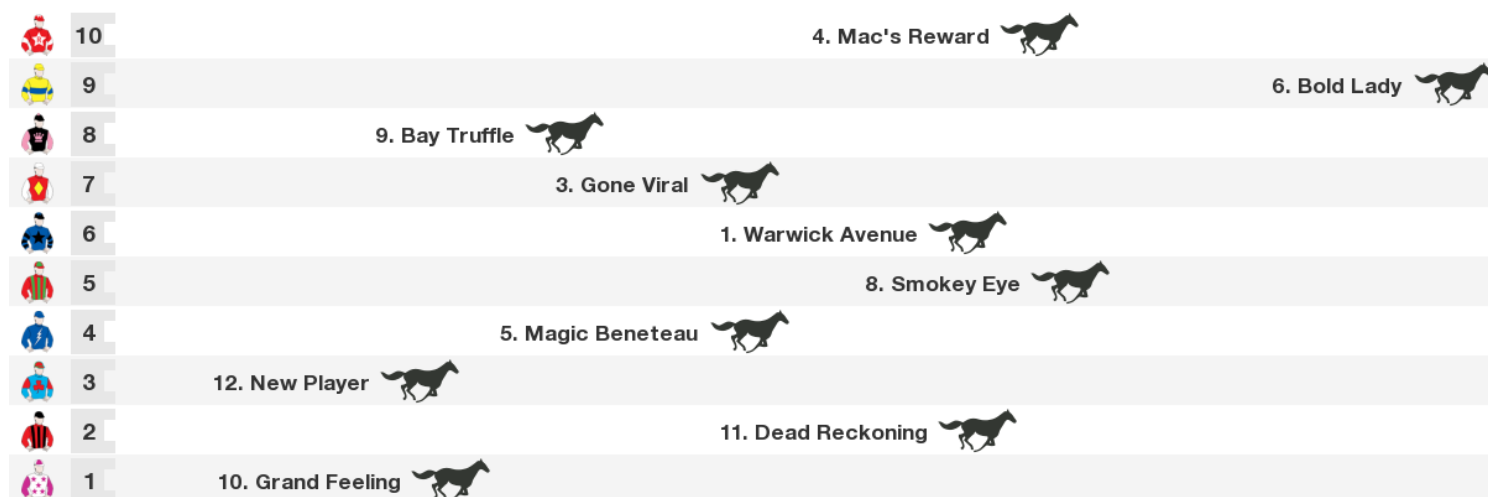 10 4. Mac's Reward
9 6. Bold Lady
8 9. Bay Truffle
7 3. Gone Viral
6 1. Warwick Avenue
5 8. Smokey Eye
4 5. Magic Beneteau
3 12. New Player
2 11. Dead Reckoning
1 10. Grand Feeling